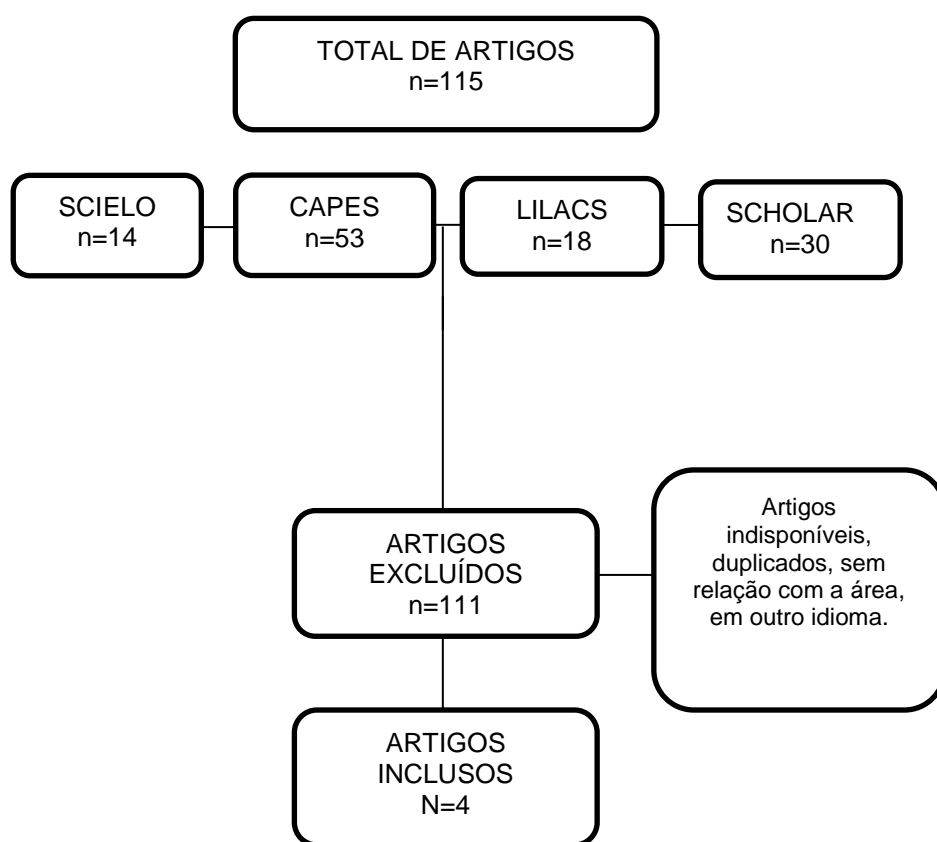 TOTAL DE ARTIGOS
n=115
SCIELO
n=14
CAPES
n=53
LILACS
n=18
SCHOLAR
n=30
ARTIGOS
EXCLUÍDOS
n=111
Artigos
indisponíveis,
duplicados, sem
relação com a área,
em outro idioma.
ARTIGOS
INCLUSOS
N=4